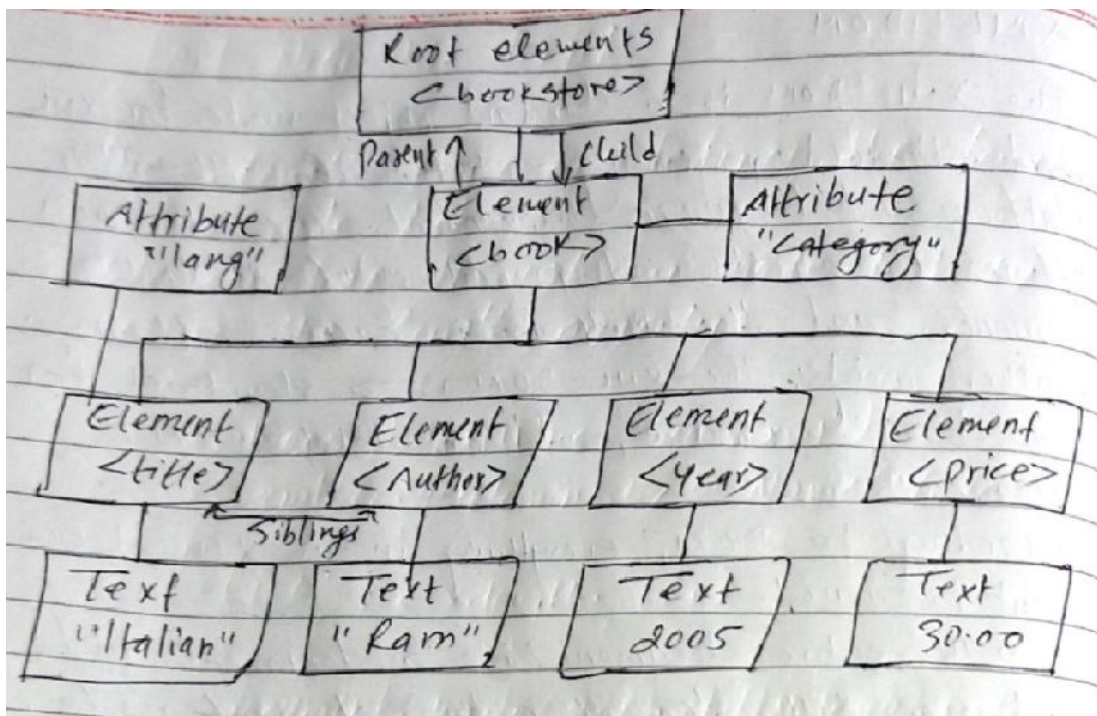 Root elements
<bookstore>
Parent
child
Attribute
"lang"
Element
<book>
Attribute
"Category"
Element
<title>
Element
<Author>
Element
<Year>
Element
<Price>
Siblings
Text
"Italian"
Text
"Ram"
Text
2005
Text
30.00